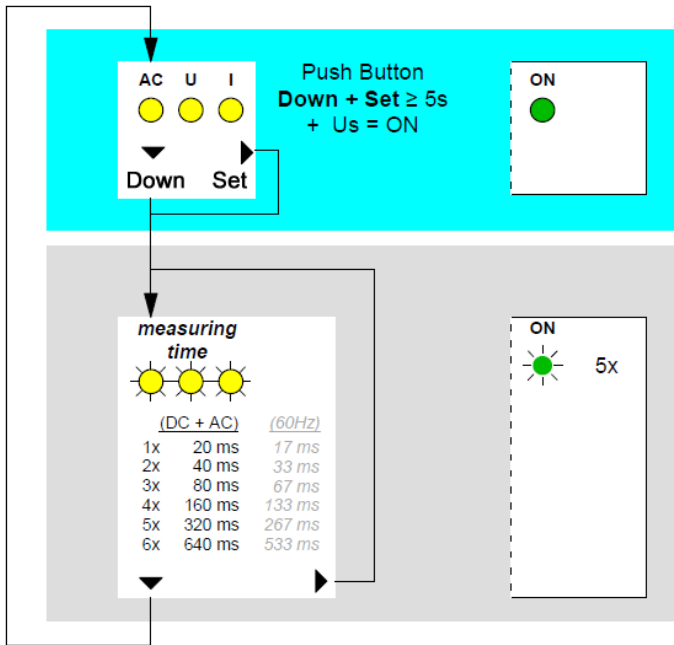 AC U I
Push Button
Down + Set ≥ 5s
+ Us = ON
ON
Down Set
measuring
time
ON
5x
(DC + AC) (60Hz)
1x 20 ms 17 ms
2x 40 ms 33 ms
3x 80 ms 67 ms
4x 160 ms 133 ms
5x 320 ms 267 ms
6x 640 ms 533 ms